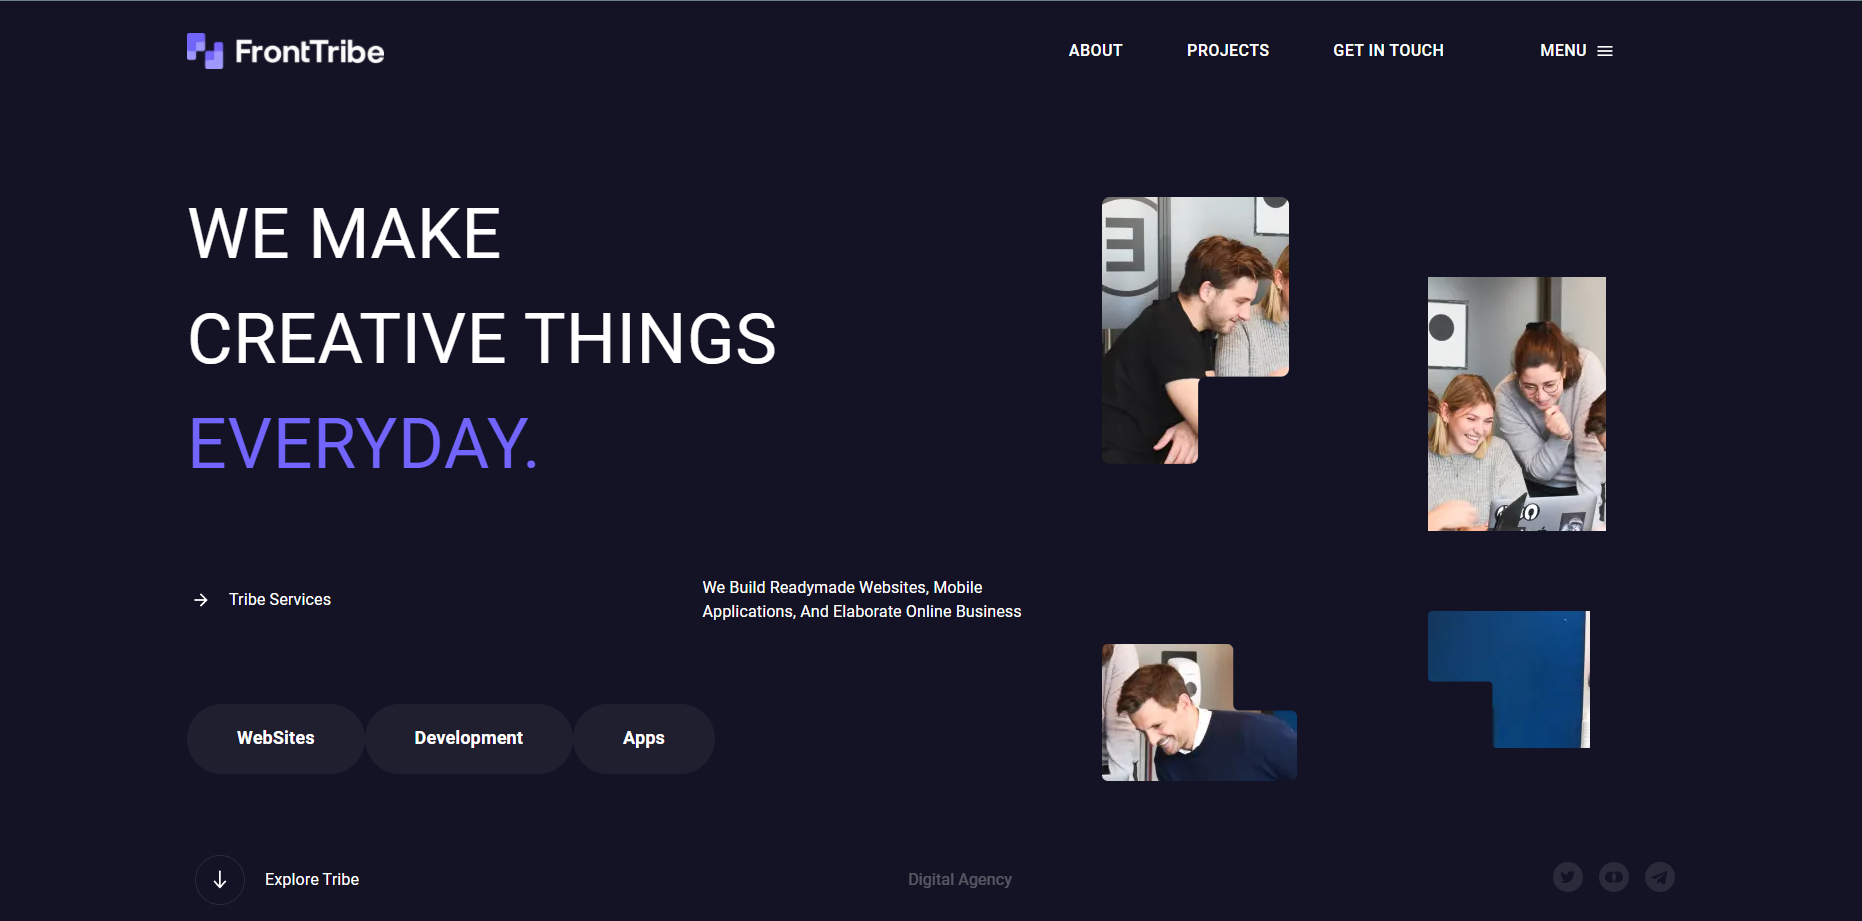 FrontTribe
ABOUT
PROJECTS
GET IN TOUCH
MENU
WE MAKE
CREATIVE THINGS
EVERYDAY.
Tribe Services
We Build Readymade Websites, Mobile
Applications, And Elaborate Online Business
WebSites
Development
Apps
Explore Tribe
Digital Agency